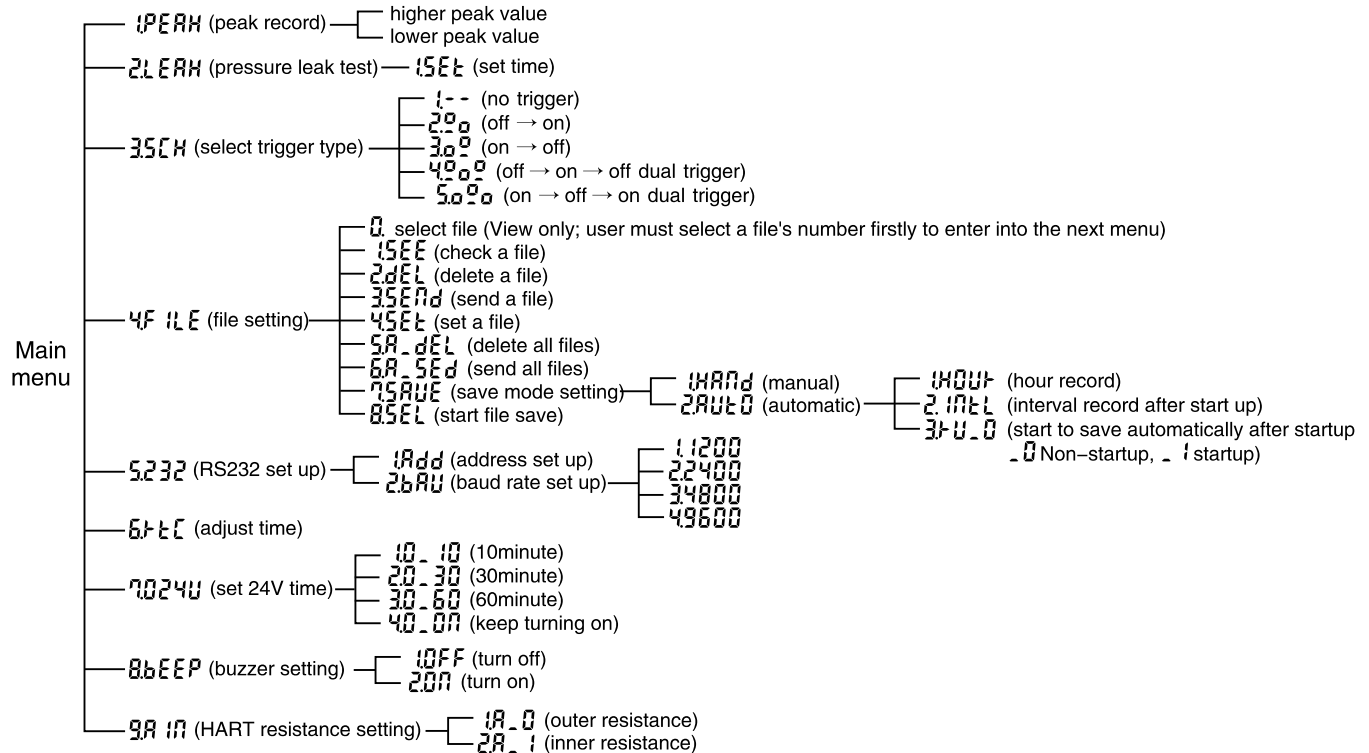 1.PEAK (peak record)
higher peak value
lower peak value
2.LEAK (pressure leak test)
1.SEt (set time)
3.SCH (select trigger type)
1.-- (no trigger)
2.ºo (off → on)
3.oº (on → off)
4.ºoº (off → on → off dual trigger)
5.oºo (on → off → on dual trigger)
4.FILE (file setting)
0. select file (View only; user must select a file's number firstly to enter into the next menu)
1.SEE (check a file)
2.dEL (delete a file)
3.SEnd (send a file)
4.SEt (set a file)
5.A_dEL (delete all files)
6.A_SEd (send all files)
7.SAVE (save mode setting)
1.HAnd (manual)
2.AUtO (automatic)
1.HOUr (hour record)
2.IntL (interval record after start up)
3.rU_0 (start to save automatically after startup
_0 Non-startup, _1 startup)
8.SEL (start file save)
Main
menu
5.232 (RS232 set up)
1.Add (address set up)
2.bAU (baud rate set up)
1.1200
2.2400
3.4800
4.9600
6.rtC (adjust time)
7.024V (set 24V time)
1.0_10 (10minute)
2.0_30 (30minute)
3.0_60 (60minute)
4.0_On (keep turning on)
8.bEEP (buzzer setting)
1.OFF (turn off)
2.On (turn on)
9.A In (HART resistance setting)
1.A_0 (outer resistance)
2.A_1 (inner resistance)